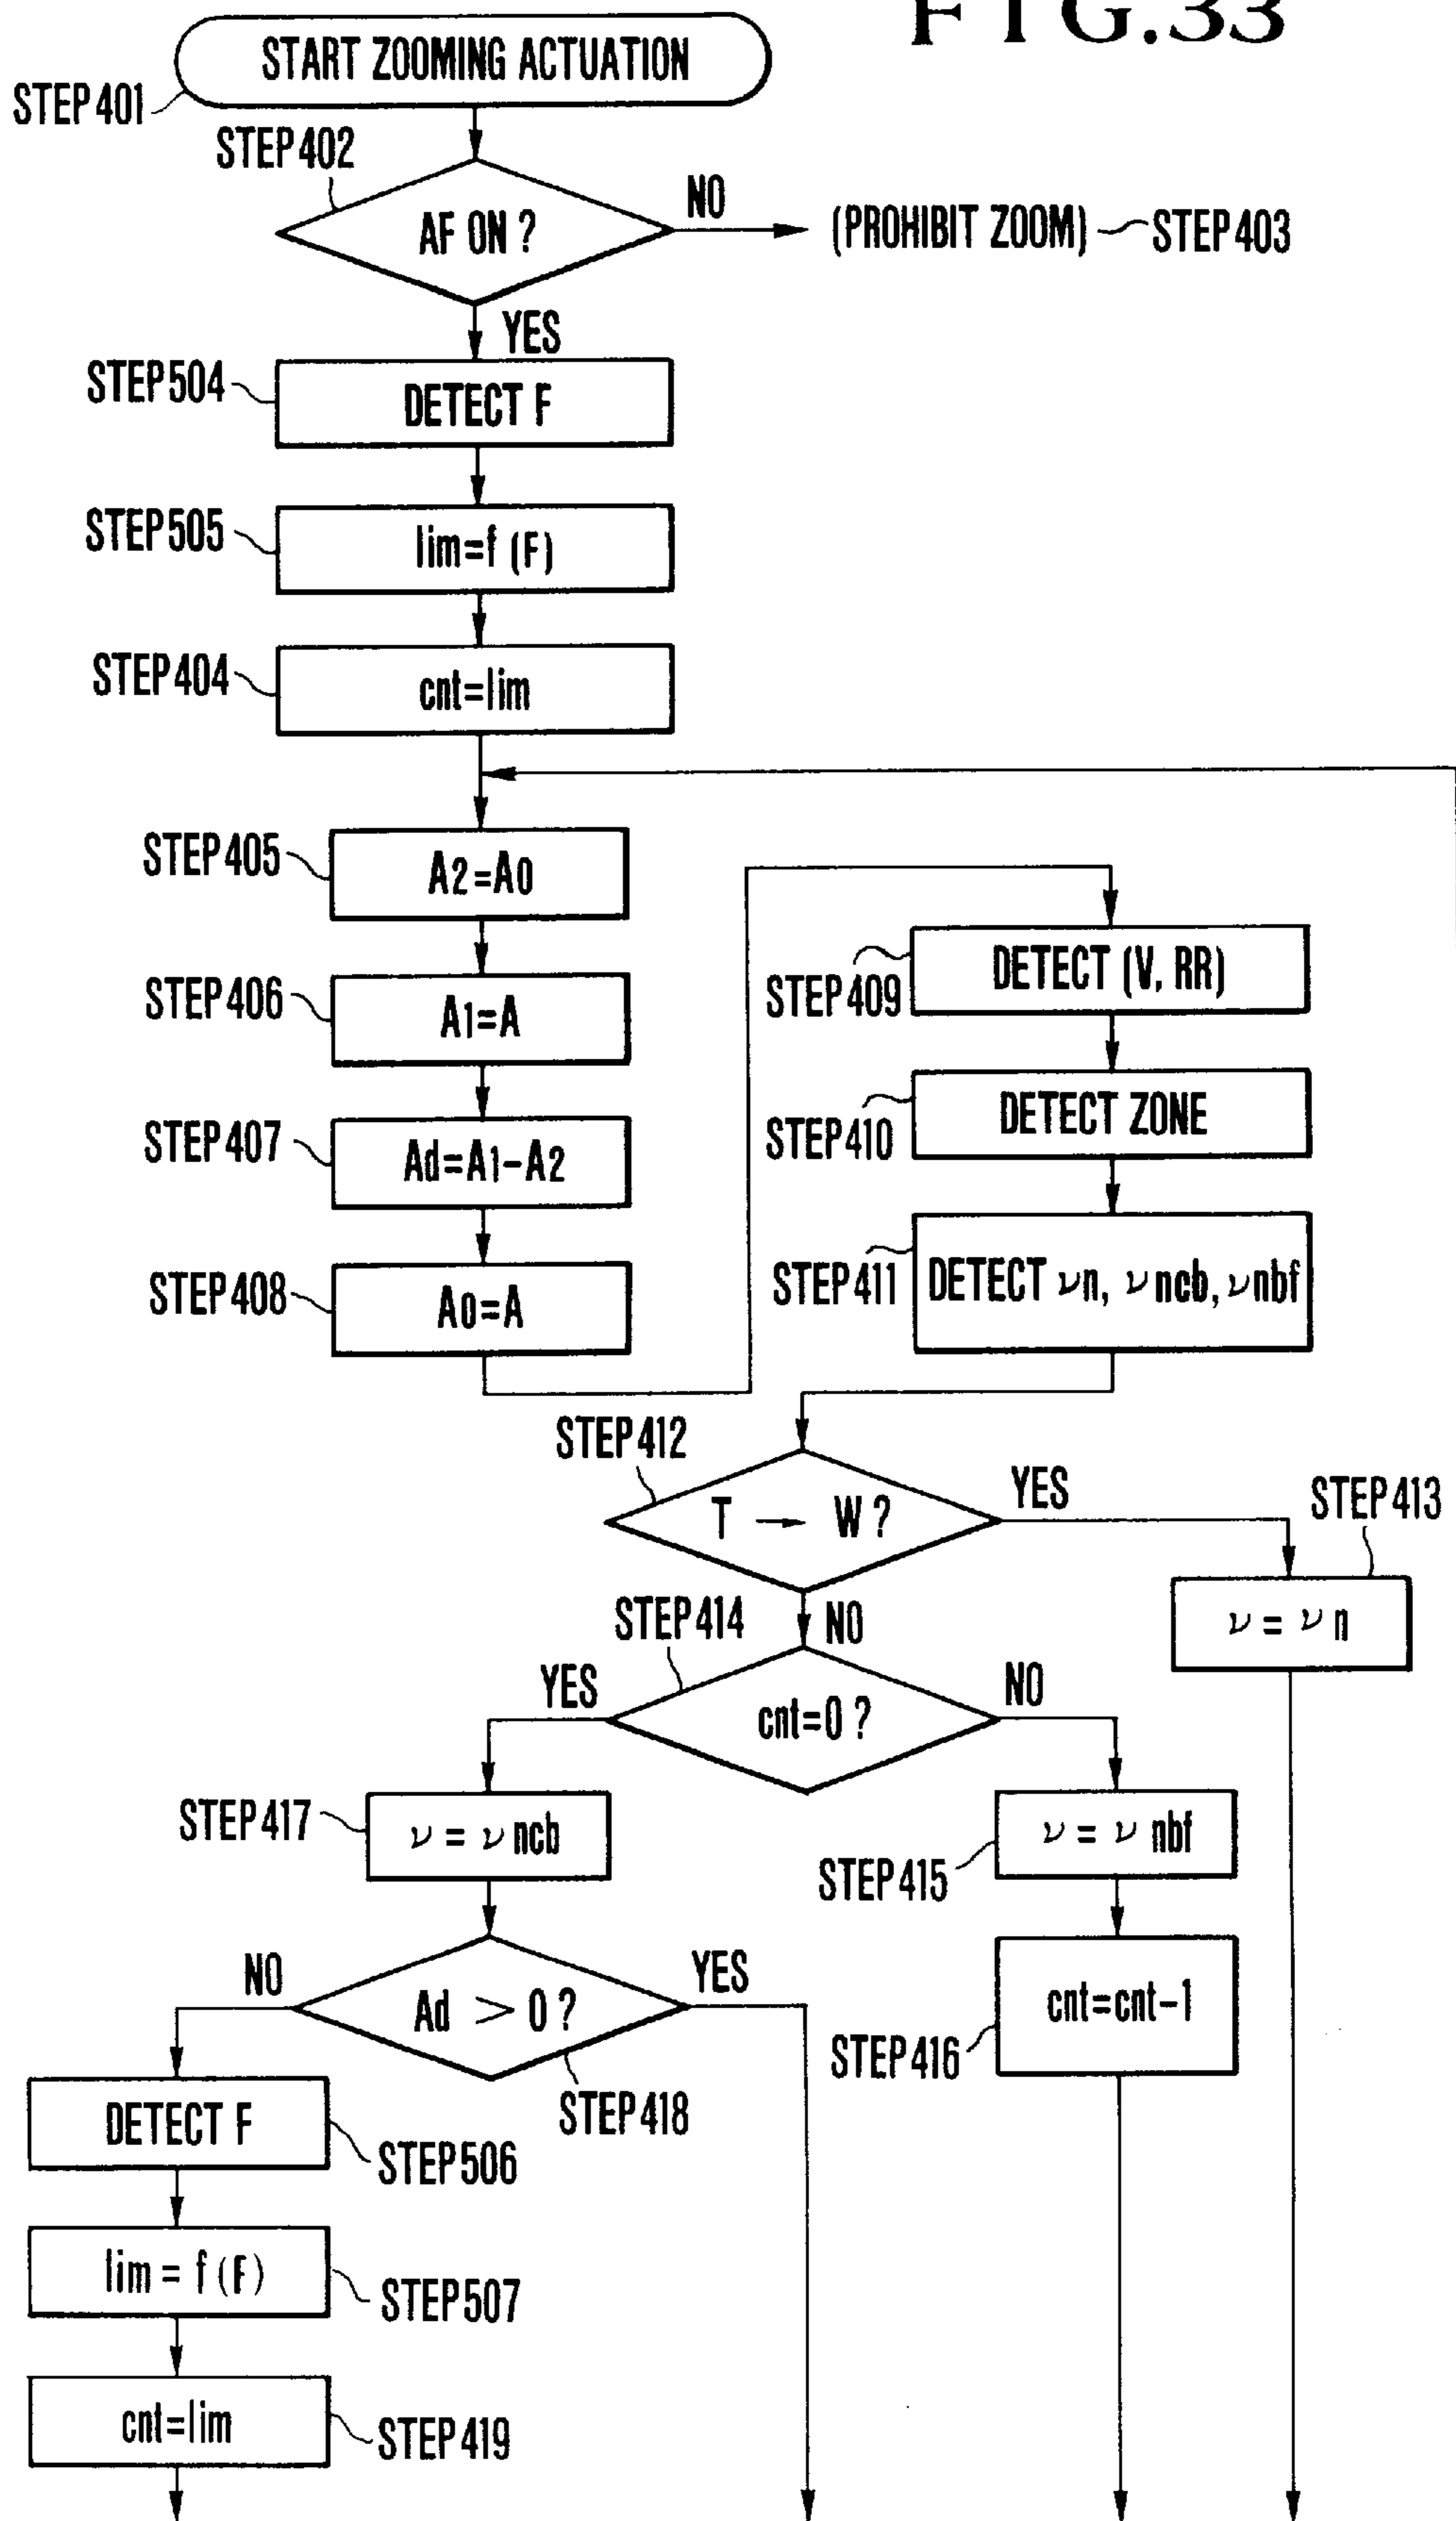 FIG.33
START ZOOMING ACTUATION
STEP401
STEP402
AF ON ?
NO
(PROHIBIT ZOOM)
STEP403
YES
STEP504
DETECT F
STEP505
lim=f (F)
STEP404
cnt=lim
STEP405
A2=A0
STEP406
A1=A
STEP407
Ad=A1-A2
STEP408
A0=A
STEP409
DETECT (V, RR)
STEP410
DETECT ZONE
STEP411
DETECT νn, νncb, νnbf
STEP412
T → W ?
YES
STEP413
ν = νn
NO
STEP414
cnt=0 ?
YES
NO
STEP417
ν = νncb
STEP415
ν = νnbf
STEP418
Ad > 0 ?
NO
YES
STEP416
cnt=cnt-1
DETECT F
STEP506
lim = f (F)
STEP507
cnt=lim
STEP419